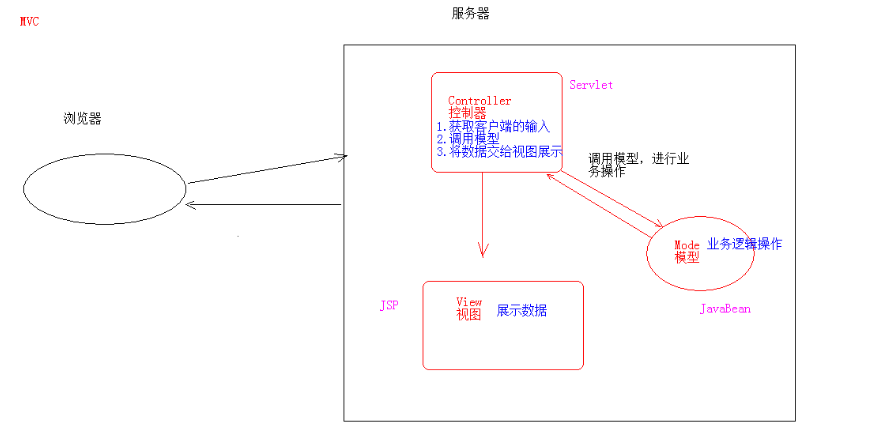 MVC
服务器
浏览器
Controller
控制器
1.获取客户端的输入
2.调用模型
3.将数据交给视图展示
Servlet
调用模型，进行业
务操作
Mode 业务逻辑操作
模型
JavaBean
JSP
View
视图 展示数据